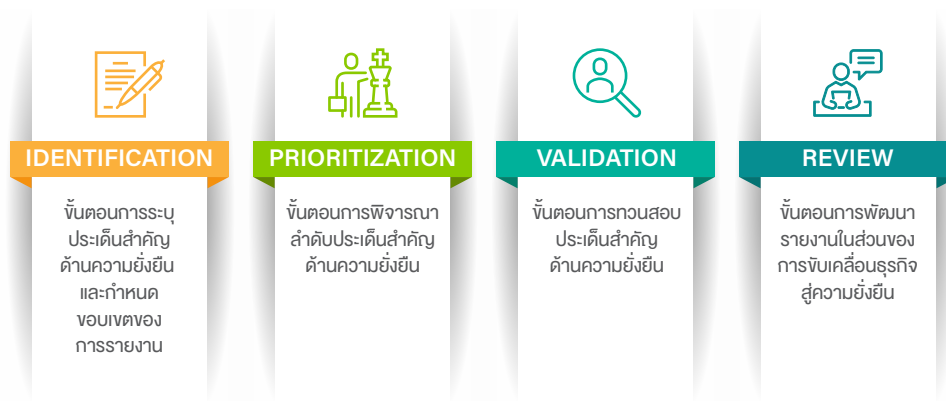 IDENTIFICATION
ขั้นตอนการระบุ
ประเด็นสำคัญ
ด้านความยั่งยืน
และกำหนด
ขอบเขตของ
การรายงาน
PRIORITIZATION
ขั้นตอนการพิจารณา
ลำดับประเด็นสำคัญ
ด้านความยั่งยืน
VALIDATION
ขั้นตอนการทวนสอบ
ประเด็นสำคัญ
ด้านความยั่งยืน
REVIEW
ขั้นตอนการพัฒนา
รายงานในส่วนของ
การขับเคลื่อนธุรกิจ
สู่ความยั่งยืน